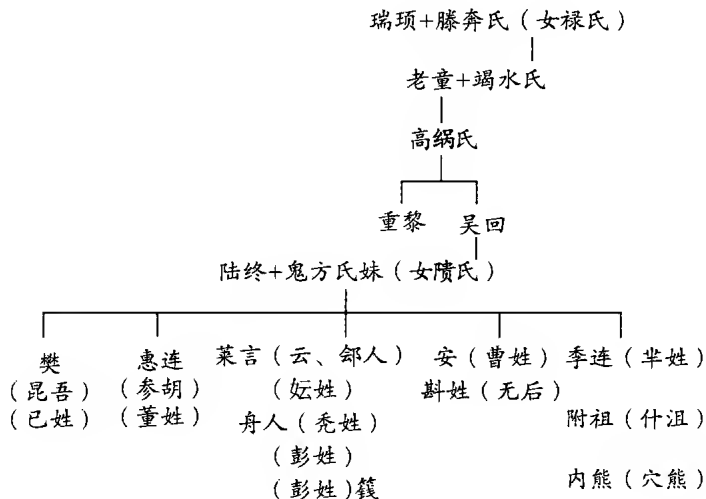 瑞顼+滕奔氏（女禄氏）
老童+竭水氏
高緺氏
重黎 吴回
陆终+鬼方氏妹（女隤氏）
樊 惠连 莱言（云、郐人） 安（曹姓） 季连（芈姓）
（昆吾） （参胡） （妘姓） 斟姓（无后）
（已姓） （董姓） 舟人（秃姓） 附祖（什沮）
（彭姓）
（彭姓）篯 内熊（穴熊）